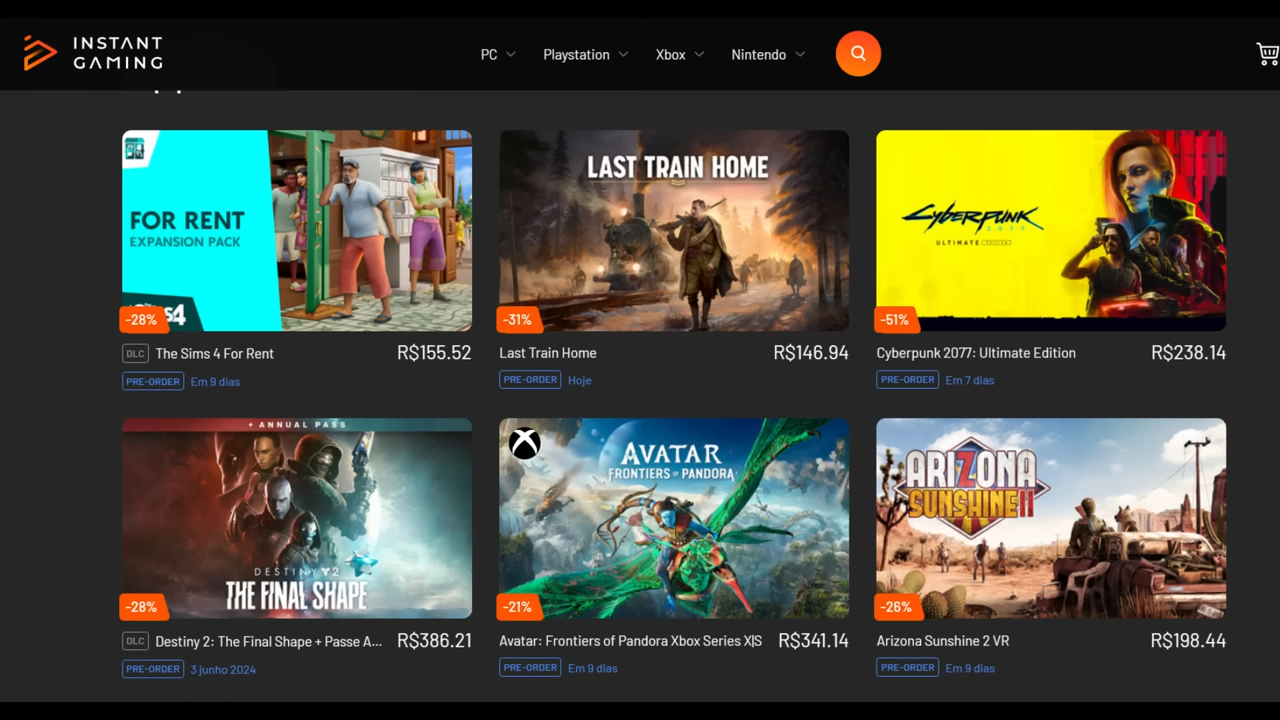 INSTANT
GAMING
PC
Playstation
Xbox
Nintendo
FOR RENT
EXPANSION PACK
-28%
DLC The Sims 4 For Rent R$155.52
PRE-ORDER Em 9 dias
LAST TRAIN HOME
-31%
Last Train Home R$146.94
PRE-ORDER Hoje
CYBERPUNK
2077
ULTIMATE EDITION
-51%
Cyberpunk 2077: Ultimate Edition R$238.14
PRE-ORDER Em 7 dias
+ ANNUAL PASS
DESTINY 2
THE FINAL SHAPE
-28%
DLC Destiny 2: The Final Shape + Passe A... R$386.21
PRE-ORDER 3 junho 2024
AVATAR
FRONTIERS OF PANDORA
-21%
Avatar: Frontiers of Pandora Xbox Series X|S R$341.14
PRE-ORDER Em 9 dias
ARIZONA
SUNSHINE II
-26%
Arizona Sunshine 2 VR R$198.44
PRE-ORDER Em 9 dias